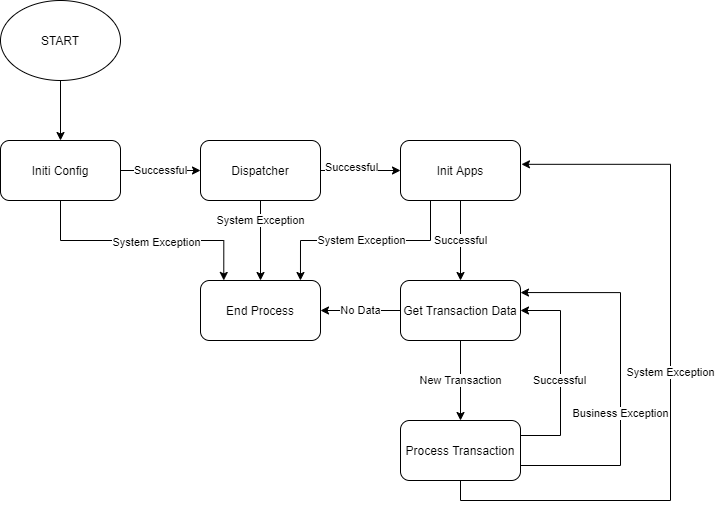 START
Initi Config
Successful
Dispatcher
Successful
Init Apps
System Exception
System Exception
System Exception
Successful
End Process
No Data
Get Transaction Data
New Transaction
Successful
System Exception
Business Exception
Process Transaction